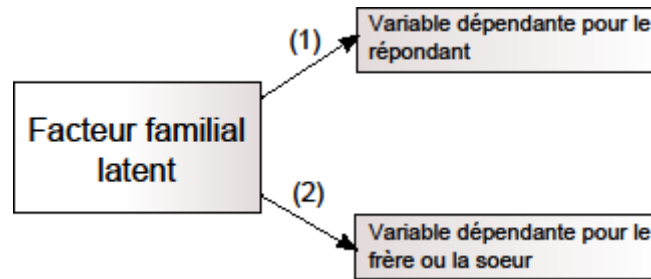 Variable dépendante pour le
répondant
(1)
Facteur familial
latent
(2)
Variable dépendante pour le
frère ou la soeur